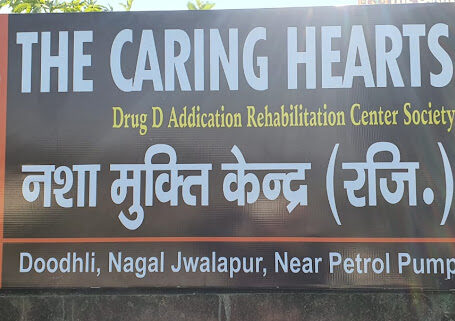 THE CARING HEARTS
Drug D Addication Rehabilitation Center Society
नशा मुक्ति केन्द्र (रजि.)
Doodhli, Nagal Jwalapur, Near Petrol Pump